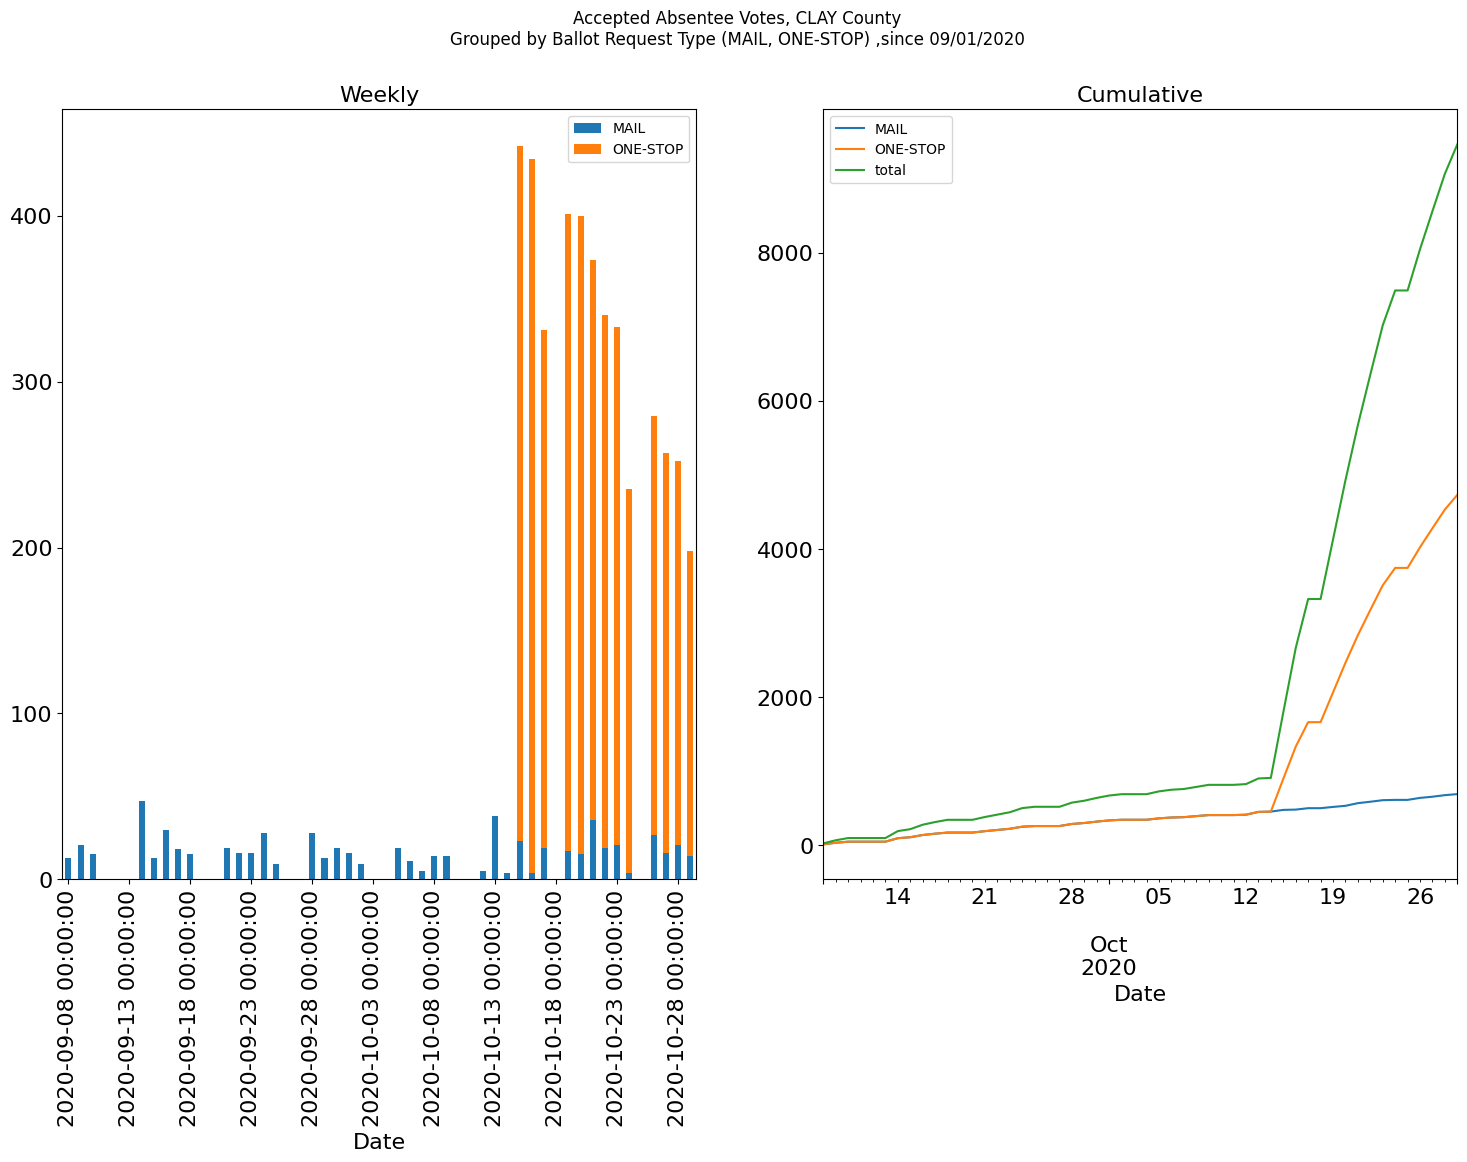 Accepted Absentee Votes, CLAY County
Grouped by Ballot Request Type (MAIL, ONE-STOP) ,since 09/01/2020
Weekly
MAIL
ONE-STOP
400
300
200
100
0
2020-09-08 00:00:00
2020-09-13 00:00:00
2020-09-18 00:00:00
2020-09-23 00:00:00
2020-09-28 00:00:00
2020-10-03 00:00:00
2020-10-08 00:00:00
2020-10-13 00:00:00
2020-10-18 00:00:00
2020-10-23 00:00:00
2020-10-28 00:00:00
Date
Cumulative
MAIL
ONE-STOP
total
8000
6000
4000
2000
0
14 21 28 05 12 19 26
Oct
2020
Date